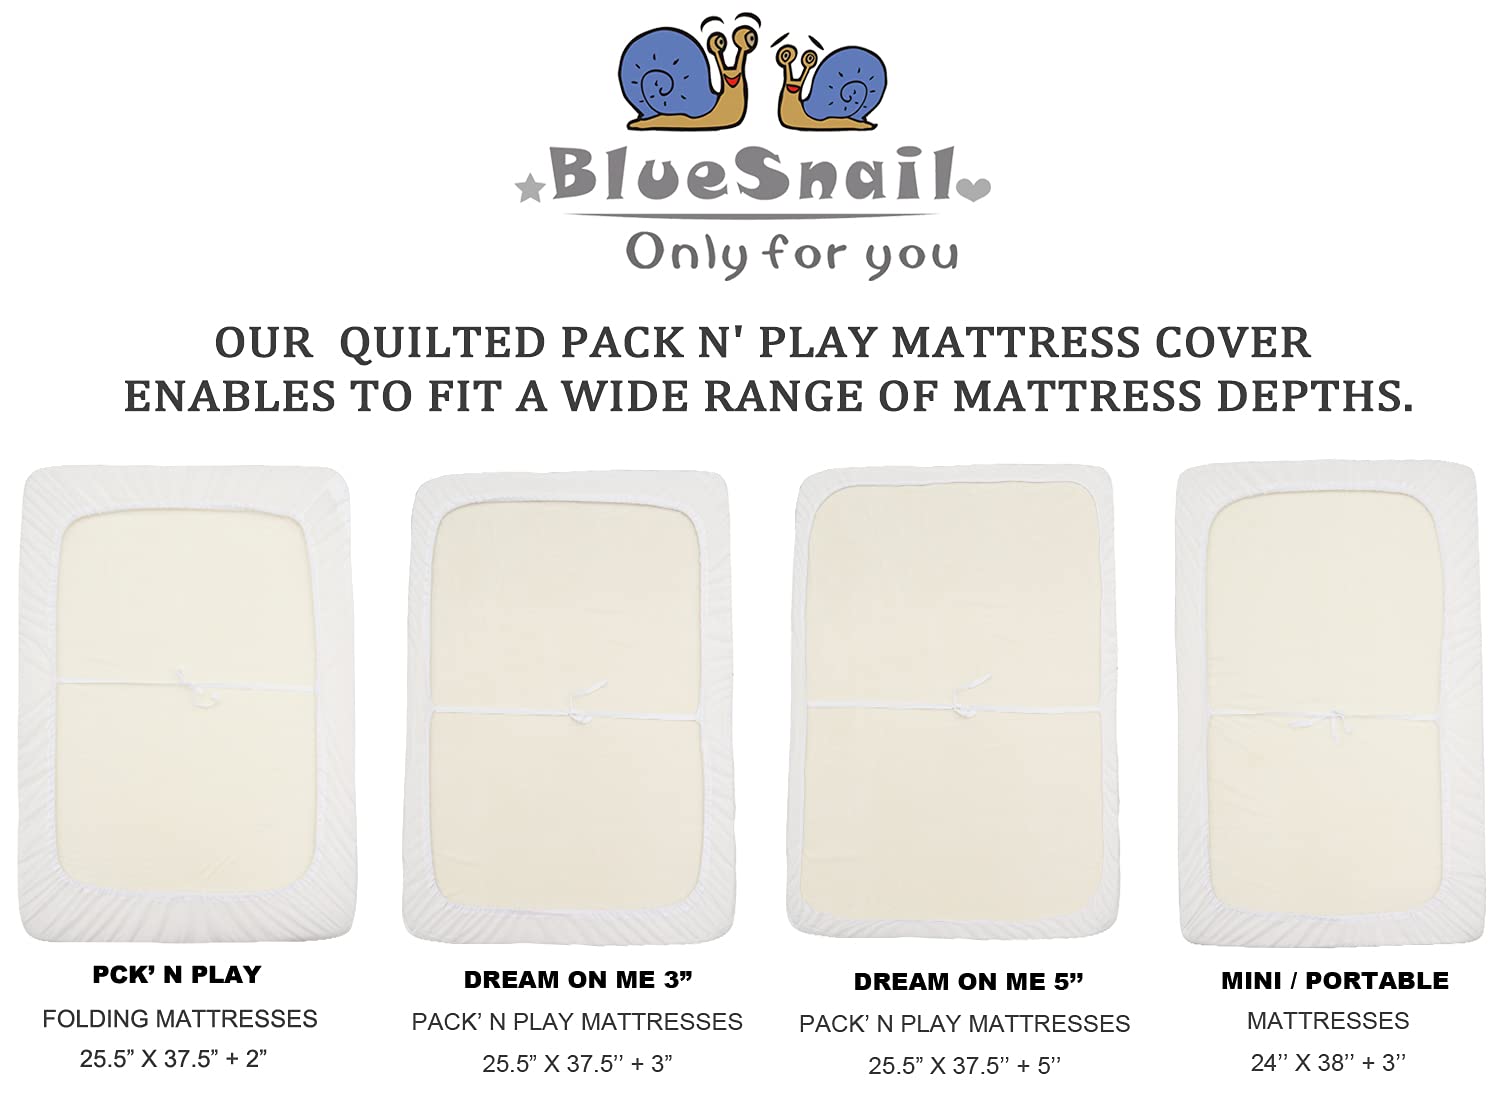 BlueSnail
Only for you
OUR QUILTED PACK N' PLAY MATTRESS COVER
ENABLES TO FIT A WIDE RANGE OF MATTRESS DEPTHS.
PCK’ N PLAY
FOLDING MATTRESSES
25.5” X 37.5” + 2”
DREAM ON ME 3”
PACK’ N PLAY MATTRESSES
25.5” X 37.5’’ + 3”
DREAM ON ME 5’’
PACK’ N PLAY MATTRESSES
25.5” X 37.5’’ + 5’’
MINI / PORTABLE
MATTRESSES
24’’ X 38’’ + 3’’